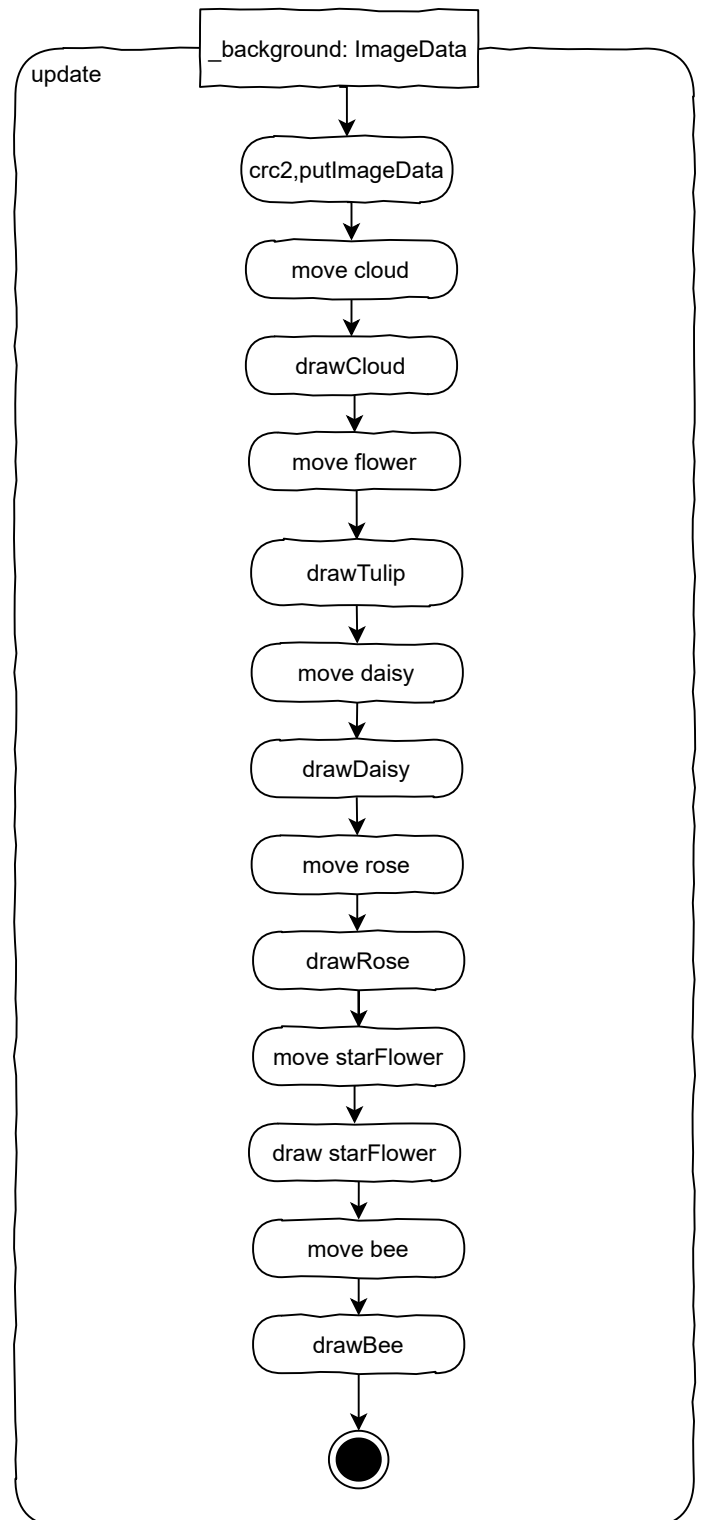 _background: ImageData
update
crc2,putImageData
move cloud
drawCloud
move flower
drawTulip
move daisy
drawDaisy
move rose
drawRose
move starFlower
draw starFlower
move bee
drawBee